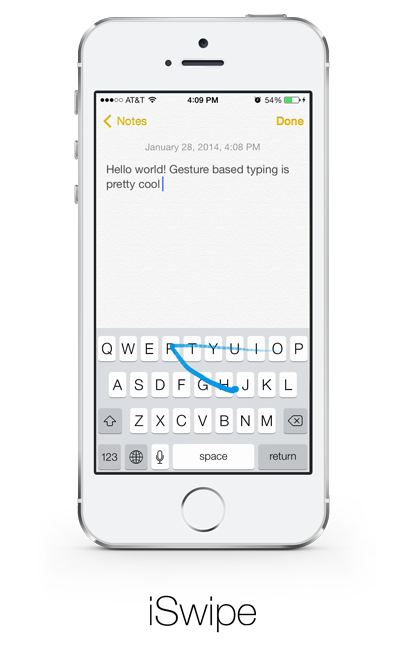 AT&T 4:09 PM 54%
Notes Done
January 28, 2014, 4:08 PM
Hello world! Gesture based typing is
pretty cool
Q W E R T Y U I O P
A S D F G H J K L
Z X C V B N M
123 space return
iSwipe